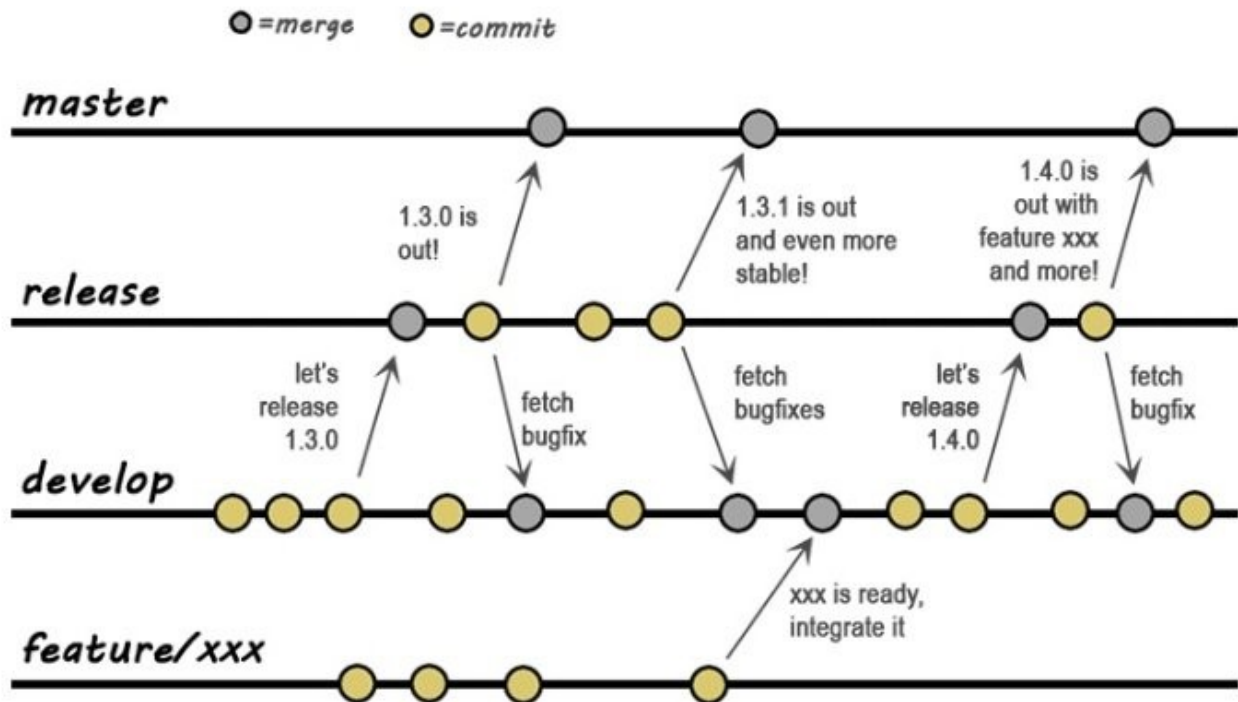 =merge =commit
master
1.3.0 is
out!
1.3.1 is out
and even more
stable!
1.4.0 is
out with
feature xxx
and more!
release
let's
release
1.3.0
fetch
bugfix
fetch
bugfixes
let's
release
1.4.0
fetch
bugfix
develop
xxx is ready,
integrate it
feature/xxx